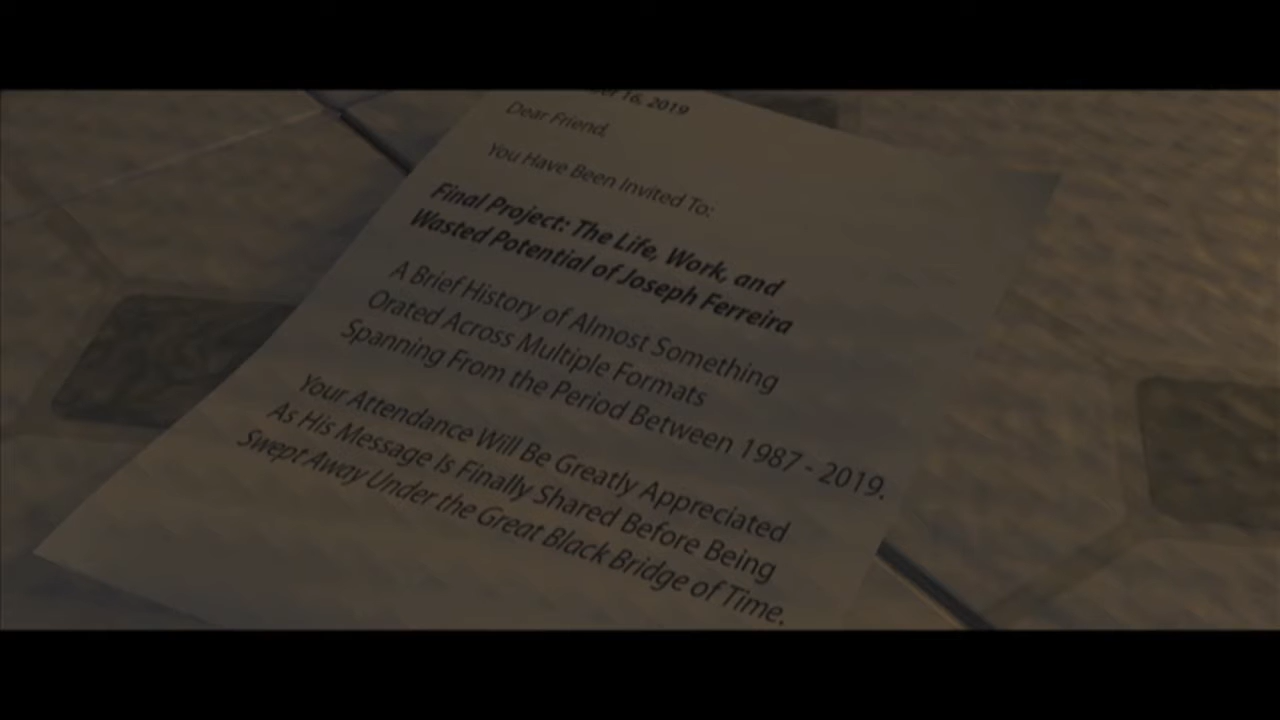 16, 2019
Dear Friend,
You Have Been Invited To:
Final Project: The Life, Work, and
Wasted Potential of Joseph Ferreira
A Brief History of Almost Something
Orated Across Multiple Formats
Spanning From the Period Between 1987 - 2019.
Your Attendance Will Be Greatly Appreciated
As His Message Is Finally Shared Before Being
Swept Away Under the Great Black Bridge of Time.